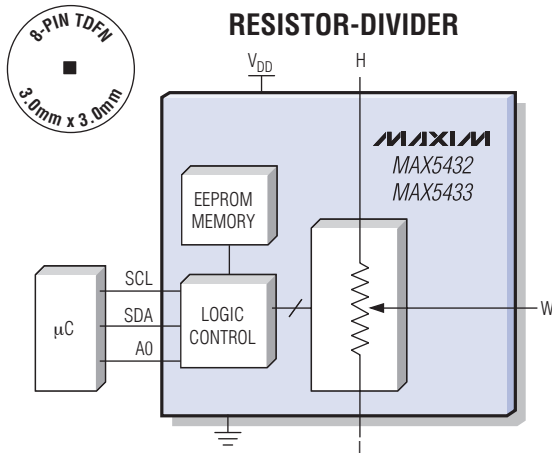 8-PIN TDFN
3.0mm x 3.0mm
RESISTOR-DIVIDER
VDD
H
MAXIM
MAX5432
MAX5433
EEPROM
MEMORY
SCL
SDA
A0
µC
LOGIC
CONTROL
W